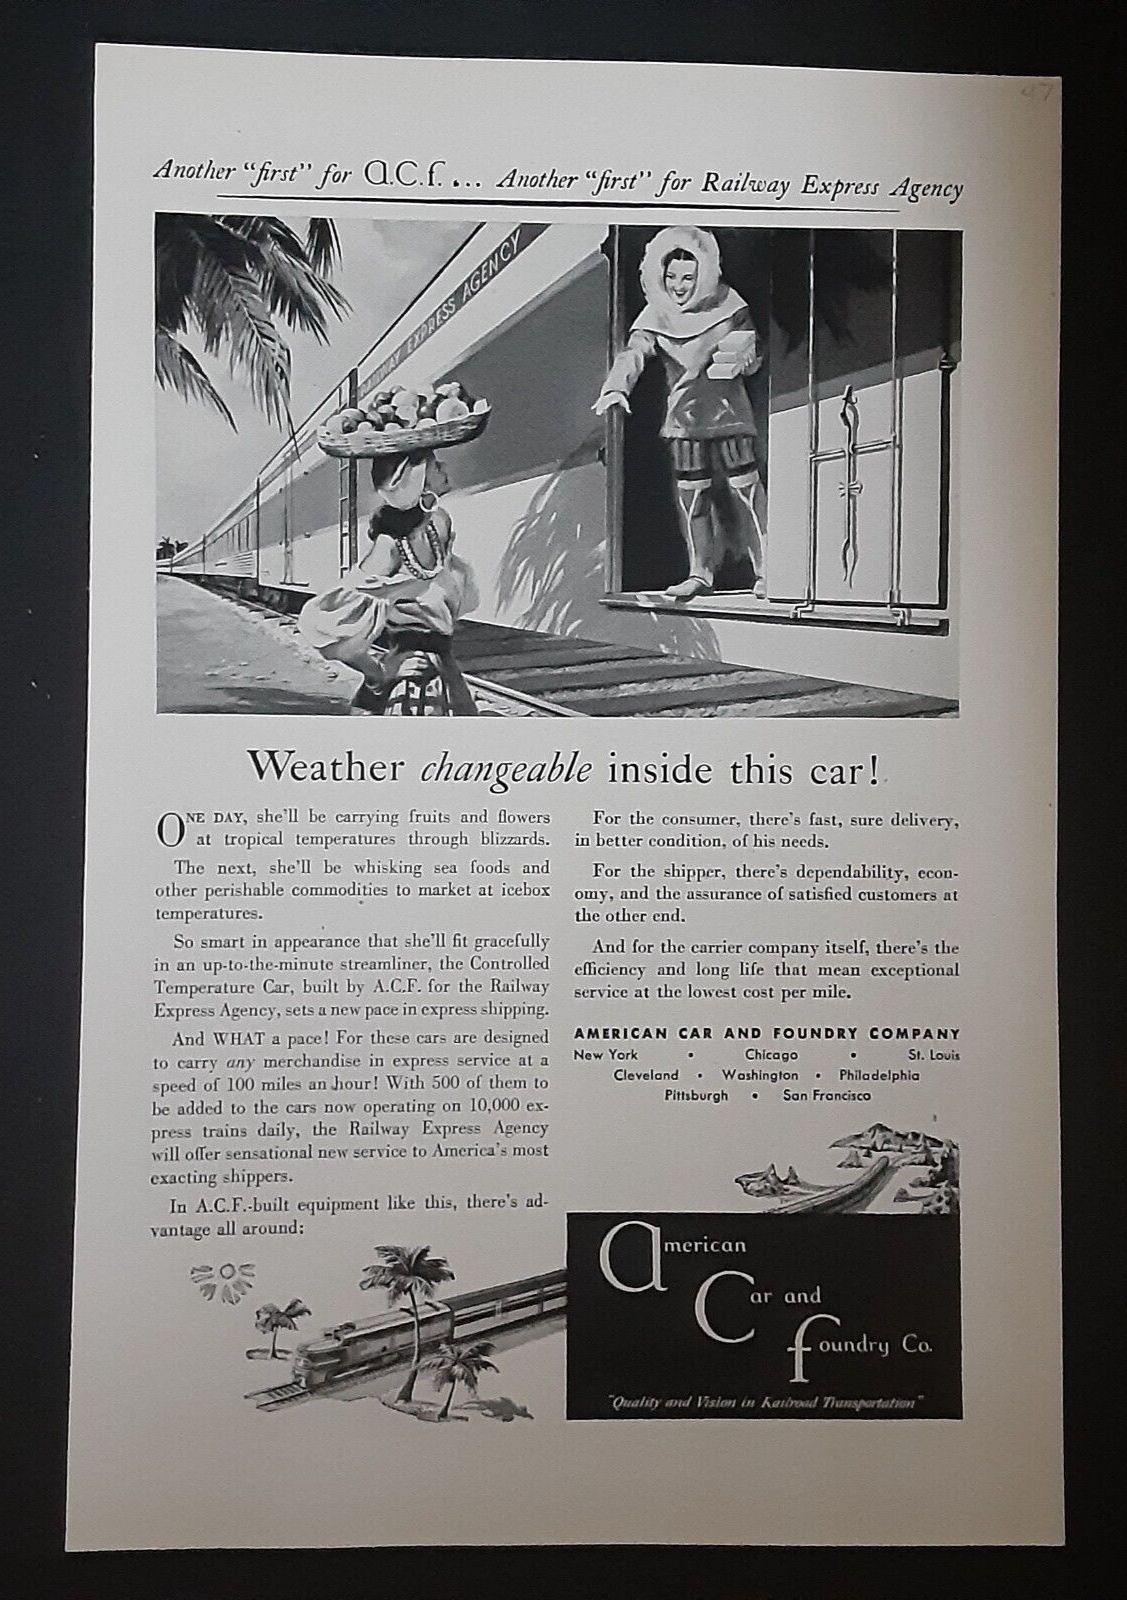 47
Another "first" for a.C.f. ... Another "first" for Railway Express Agency
RAILWAY EXPRESS AGENCY
Weather changeable inside this car!
ONE DAY, she'll be carrying fruits and flowers
at tropical temperatures through blizzards.
The next, she'll be whisking sea foods and
other perishable commodities to market at icebox
temperatures.
So smart in appearance that she'll fit gracefully
in an up-to-the-minute streamliner, the Controlled
Temperature Car, built by A.C.F. for the Railway
Express Agency, sets a new pace in express shipping.
And WHAT a pace! For these cars are designed
to carry any merchandise in express service at a
speed of 100 miles an hour! With 500 of them to
be added to the cars now operating on 10,000 ex-
press trains daily, the Railway Express Agency
will offer sensational new service to America's most
exacting shippers.
In A.C.F.-built equipment like this, there's ad-
vantage all around:
For the consumer, there's fast, sure delivery,
in better condition, of his needs.
For the shipper, there's dependability, econ-
omy, and the assurance of satisfied customers at
the other end.
And for the carrier company itself, there's the
efficiency and long life that mean exceptional
service at the lowest cost per mile.
AMERICAN CAR AND FOUNDRY COMPANY
New York • Chicago • St. Louis
Cleveland • Washington • Philadelphia
Pittsburgh • San Francisco
american
Car and
foundry Co.
"Quality and Vision in Railroad Transportation"